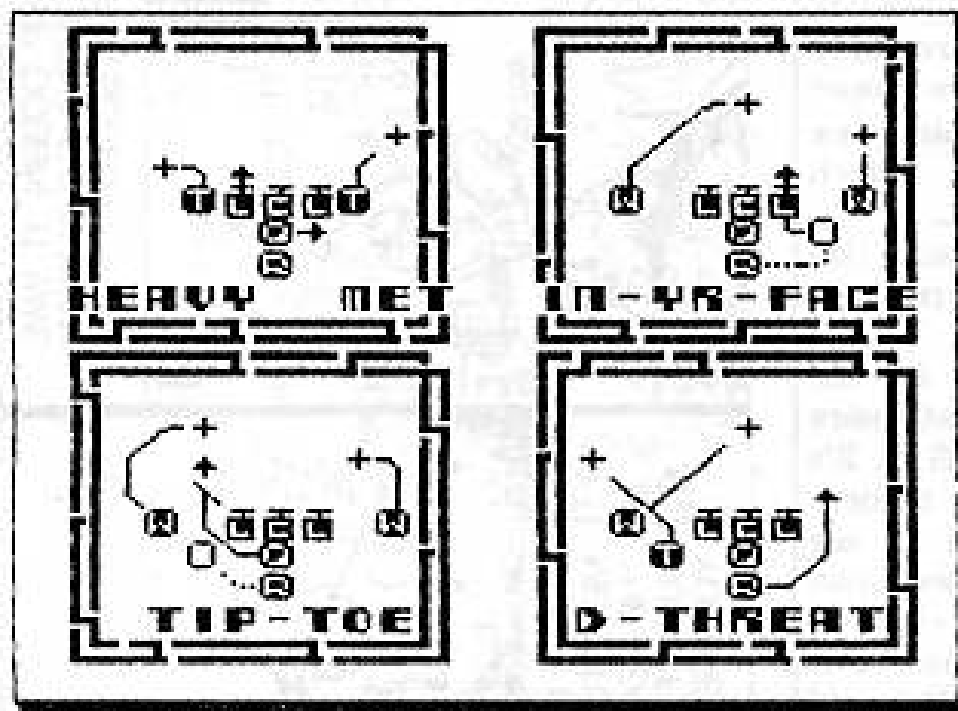 T L C L T
R
HEAVY MET
W L C L W
R
IN-YR-FACE
W L C L W
R
TIP-TOE
W L C L
T
R
D-THREAT